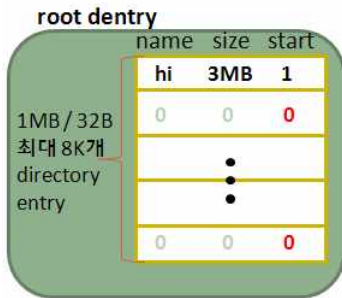 root dentry
name size start
hi 3MB 1
0 0 0
0 0 0
1MB / 32B
최대 8K개
directory
entry